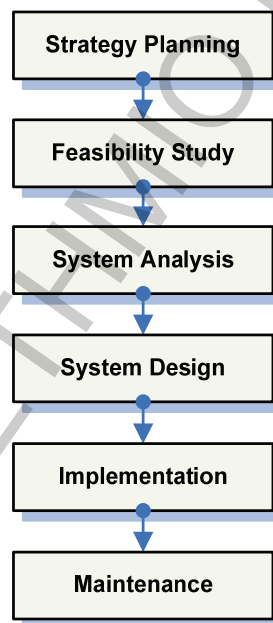 Strategy Planning
Feasibility Study
System Analysis
System Design
Implementation
Maintenance